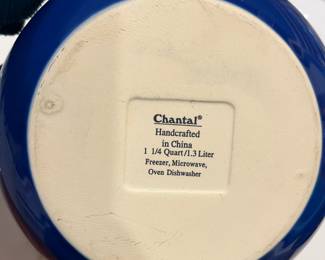 Chantal®
Handcrafted
in China
1 1/4 Quart/1.3 Liter
Freezer, Microwave,
Oven Dishwasher